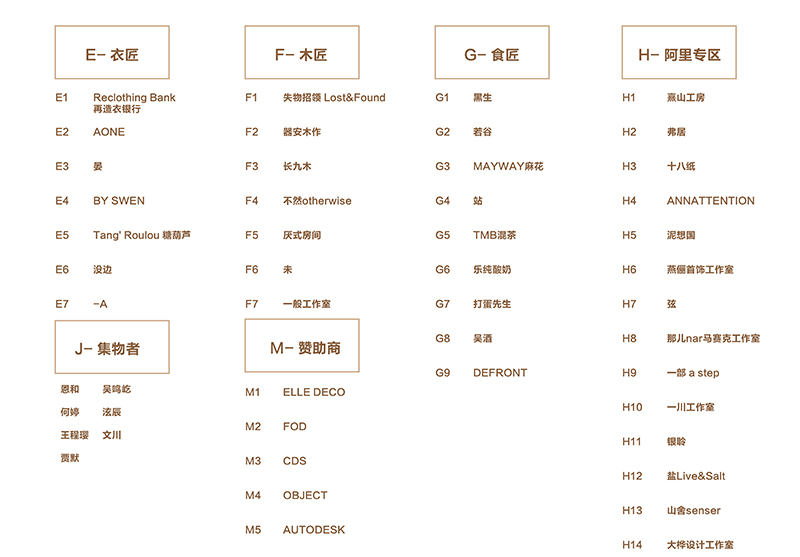 E- 衣匠
E1 Reclothing Bank
再造衣银行
E2 AONE
E3 晏
E4 BY SWEN
E5 Tang' Roulou 糖葫芦
E6 没边
E7 -A
J- 集物者
恩和 吴鸣屹
何婷 泫辰
王程璎 文川
贾默
F- 木匠
F1 失物招领 Lost&Found
F2 器安木作
F3 长九木
F4 不然otherwise
F5 厌式房间
F6 未
F7 一般工作室
M- 赞助商
M1 ELLE DECO
M2 FOD
M3 CDS
M4 OBJECT
M5 AUTODESK
G- 食匠
G1 黑生
G2 若谷
G3 MAYWAY麻花
G4 站
G5 TMB混茶
G6 乐纯酸奶
G7 打蛋先生
G8 吴酒
G9 DEFRONT
H- 阿里专区
H1 熹山工房
H2 弗居
H3 十八纸
H4 ANNATTENTION
H5 泥想国
H6 燕俪首饰工作室
H7 弦
H8 那儿nar马赛克工作室
H9 一郎 a step
H10 一川工作室
H11 银聆
H12 盐Live&Salt
H13 山舍senser
H14 大桦设计工作室